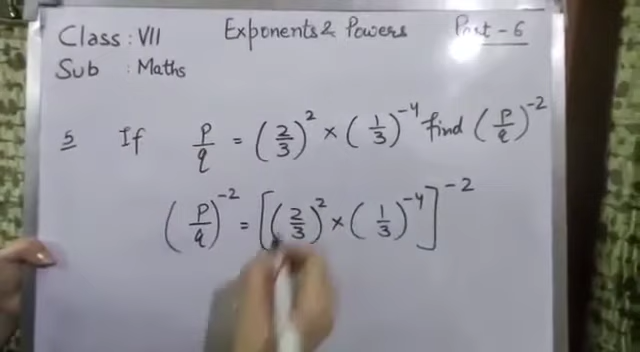 Class : VII Exponents & Powers Part - 6
Sub : Maths
5 If p/q = (2/3)^2 × (1/3)^-4 find (p/q)^-2
(p/q)^-2 = [(2/3)^2 × (1/3)^-4]^-2